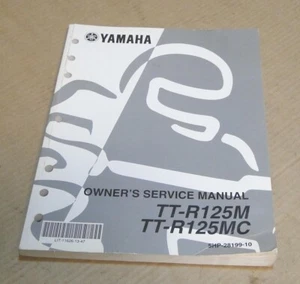 YAMAHA
OWNER'S SERVICE MANUAL
TT-R125M
TT-R125MC
5HP-28199-10